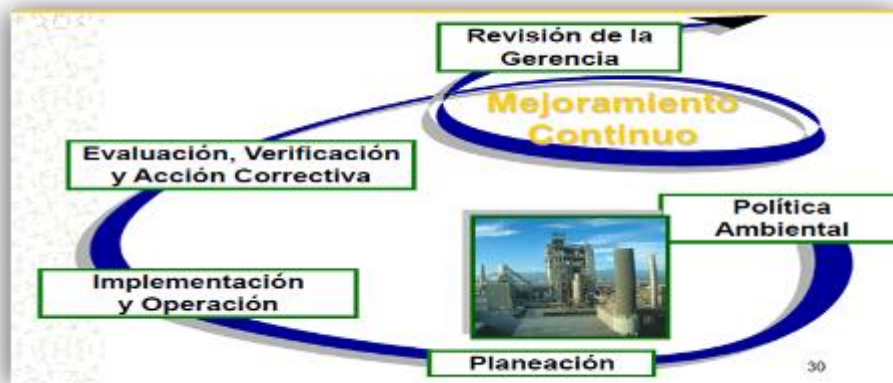 Revisión de la
Gerencia
Mejoramiento
Continuo
Evaluación, Verificación
y Acción Correctiva
Política
Ambiental
Implementación
y Operación
Planeación
30